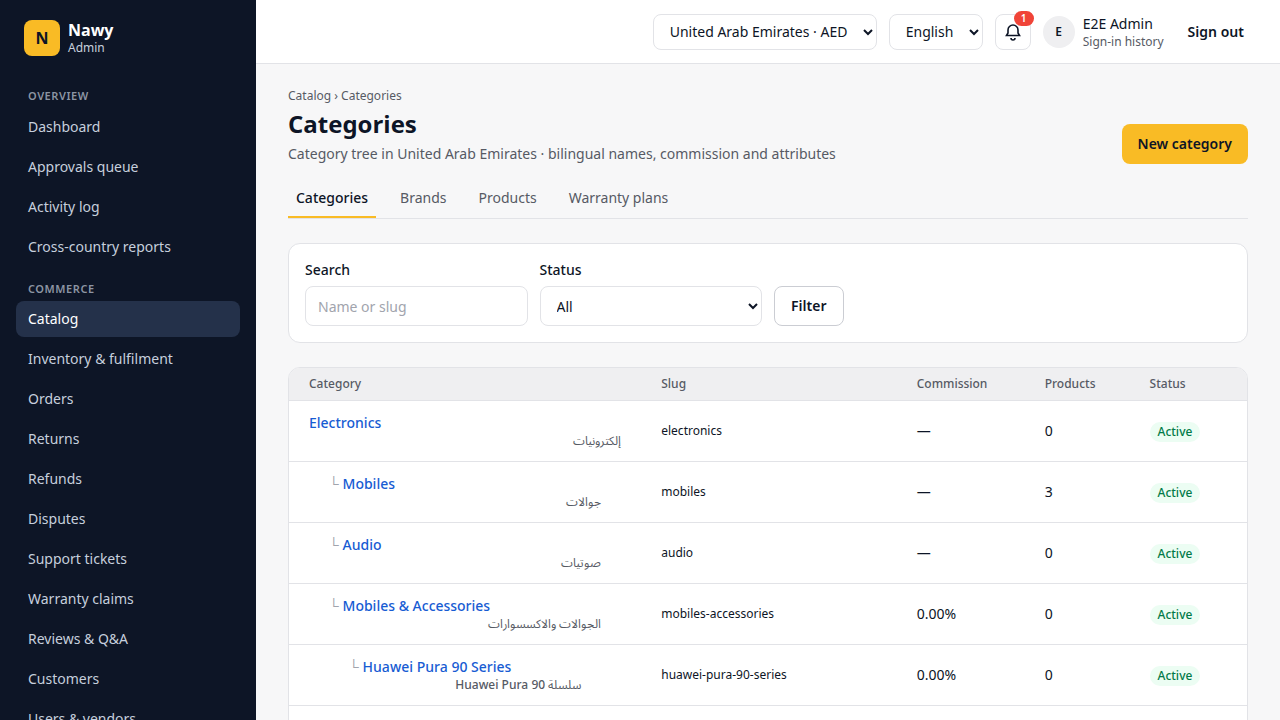 N
Nawy
Admin
OVERVIEW
Dashboard
Approvals queue
Activity log
Cross-country reports
COMMERCE
Catalog
Inventory & fulfilment
Orders
Returns
Refunds
Disputes
Support tickets
Warranty claims
Reviews & Q&A
Customers
Users & vendors
United Arab Emirates · AED
English
1
E
E2E Admin
Sign-in history
Sign out
Catalog › Categories
Categories
Category tree in United Arab Emirates · bilingual names, commission and attributes
New category
Categories Brands Products Warranty plans
Search Status
Name or slug All Filter
Category Slug Commission Products Status
Electronics
إلكترونيات
electronics — 0 Active
└ Mobiles
جوالات
mobiles — 3 Active
└ Audio
صوتيات
audio — 0 Active
└ Mobiles & Accessories
الجوالات والاكسسوارات
mobiles-accessories 0.00% 0 Active
└ Huawei Pura 90 Series
سلسلة Huawei Pura 90
huawei-pura-90-series 0.00% 0 Active